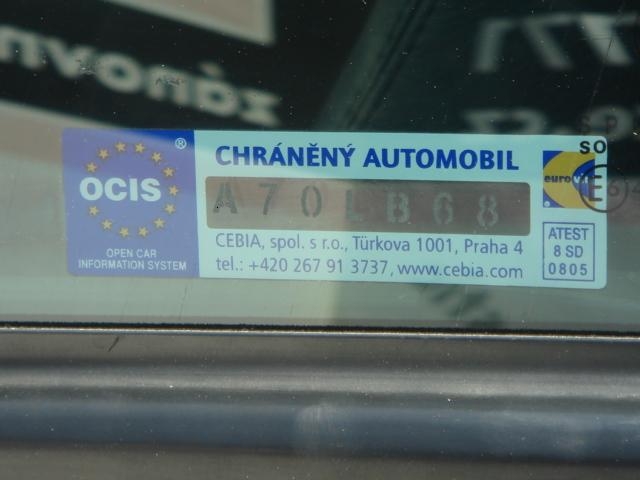 CHRÁNĚNÝ AUTOMOBIL
OCIS ®
A70LB68
CEBIA, spol. s r.o., Türkova 1001, Praha 4
tel.: +420 267 91 3737, www.cebia.com
OPEN CAR
INFORMATION SYSTEM
ATEST
8 SD
0805
SO
E